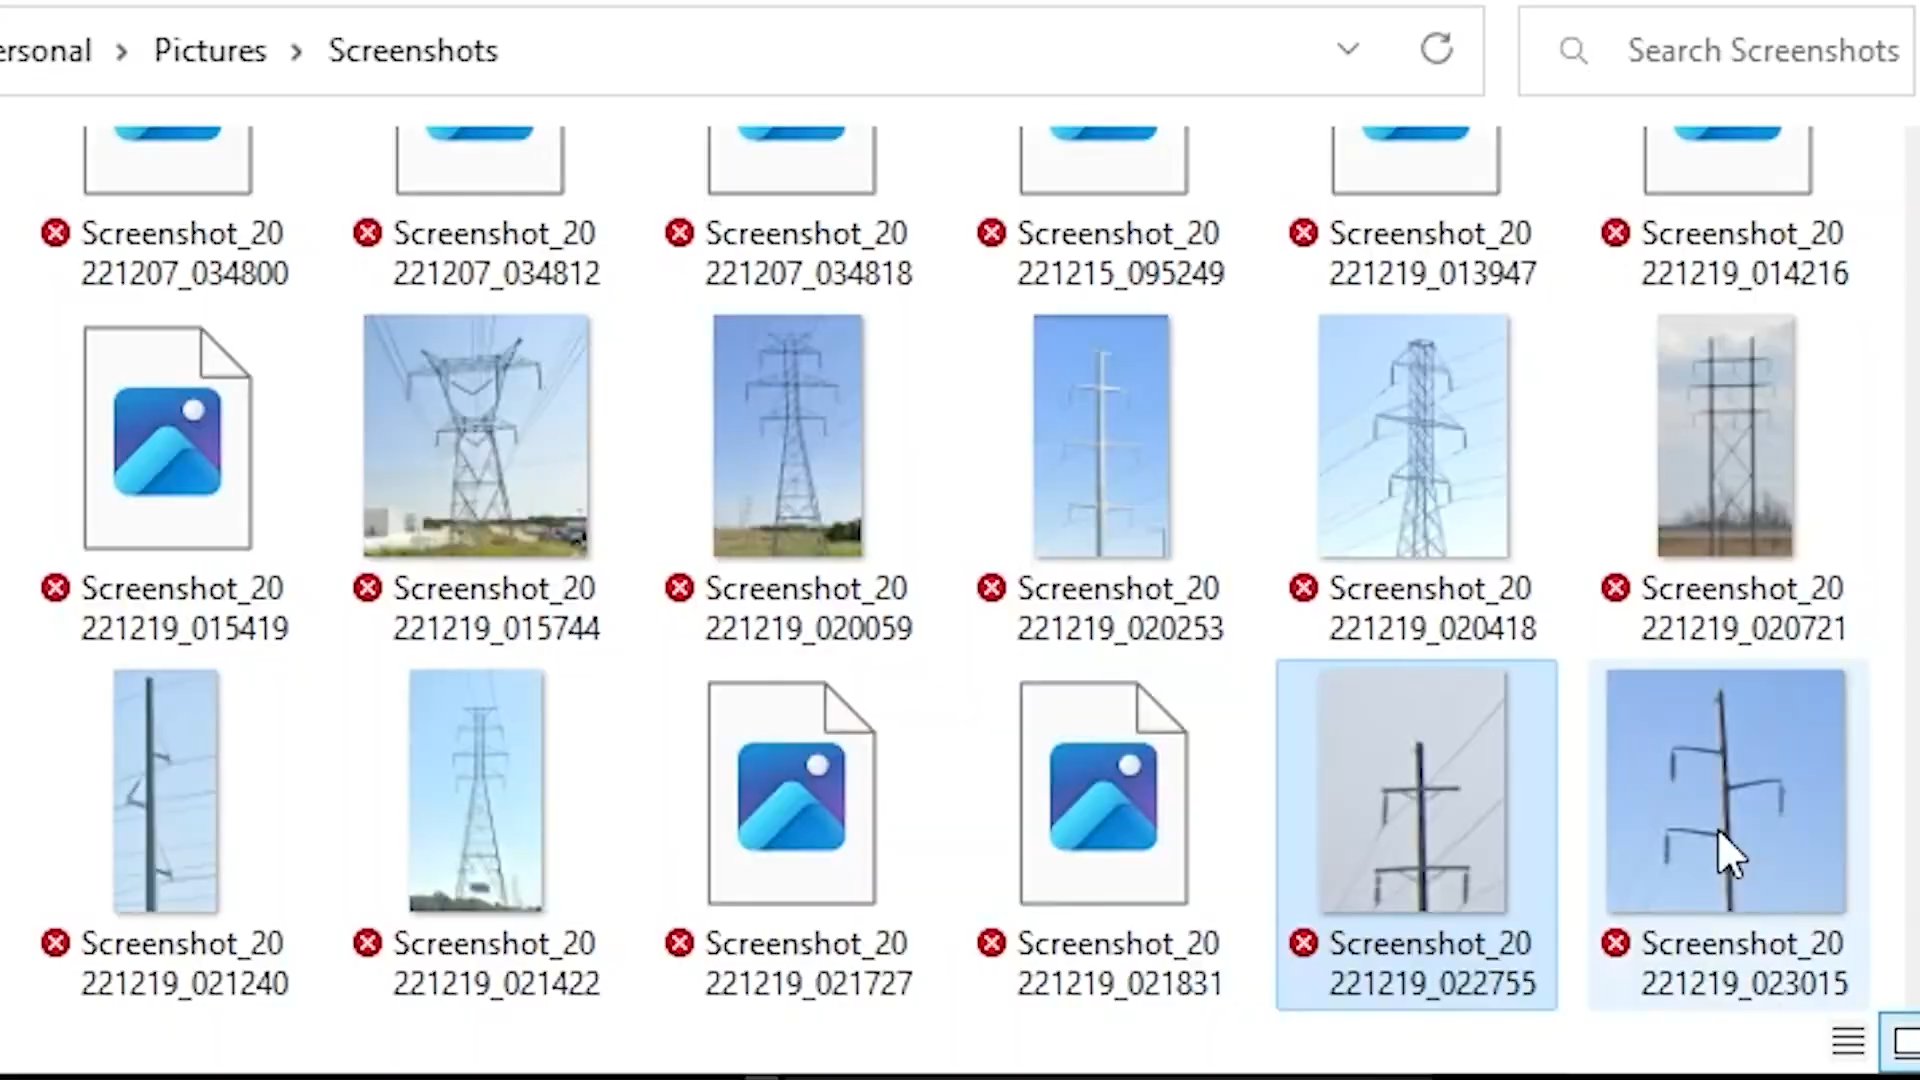 ersonal > Pictures > Screenshots
Search Screenshots
Screenshot_20
221207_034800
Screenshot_20
221207_034812
Screenshot_20
221207_034818
Screenshot_20
221215_095249
Screenshot_20
221219_013947
Screenshot_20
221219_014216
Screenshot_20
221219_015419
Screenshot_20
221219_015744
Screenshot_20
221219_020059
Screenshot_20
221219_020253
Screenshot_20
221219_020418
Screenshot_20
221219_020721
Screenshot_20
221219_021240
Screenshot_20
221219_021422
Screenshot_20
221219_021727
Screenshot_20
221219_021831
Screenshot_20
221219_022755
Screenshot_20
221219_023015